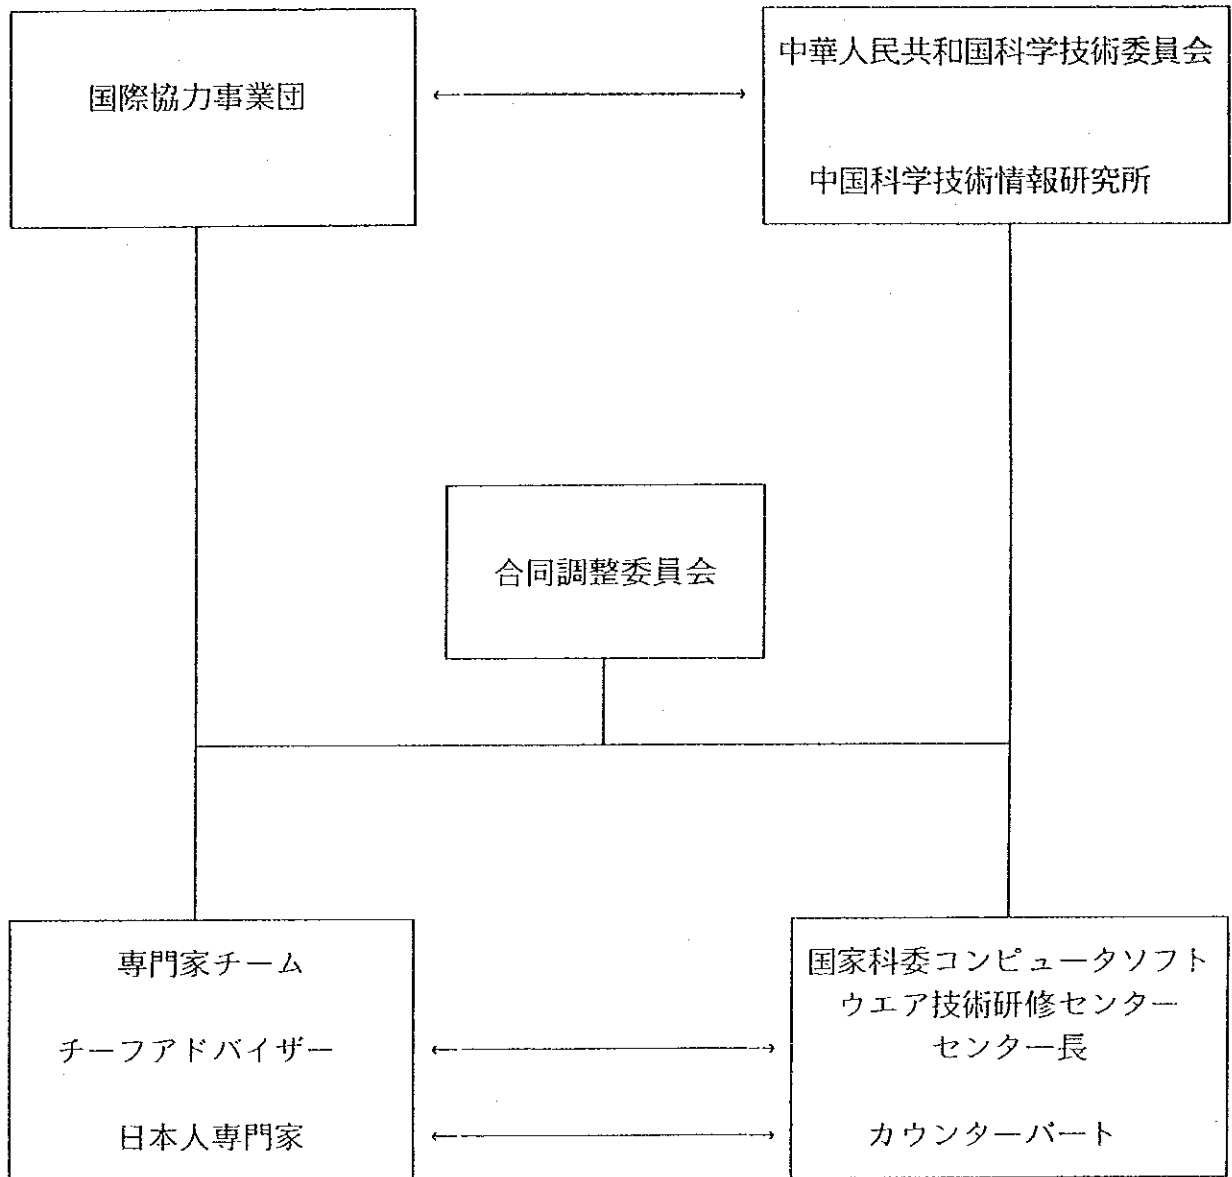 国際協力事業団
中華人民共和国科学技術委員会
中国科学技術情報研究所
合同調整委員会
専門家チーム
チーフアドバイザー
日本人専門家
国家科委コンピュータソフト
ウエア技術研修センター
センター長
カウンターパート